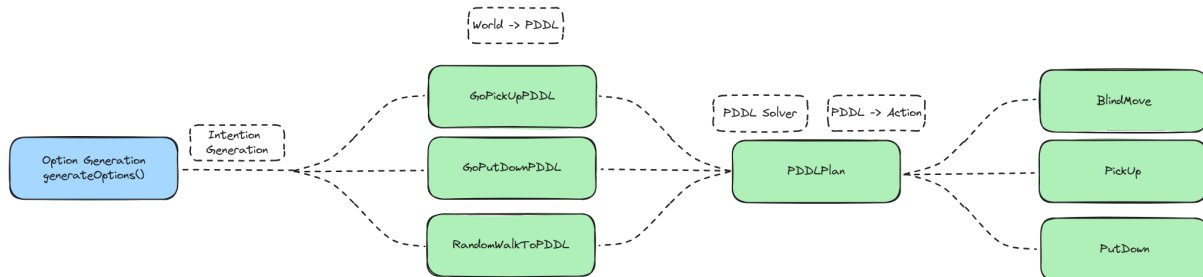 World -> PDDL
GoPickUpPDDL
PDDL Solver
PDDL -> Action
BlindMove
Intention
Generation
Option Generation
generateOptions()
GoPutDownPDDL
PDDLPlan
PickUp
RandomWalkToPDDL
PutDown